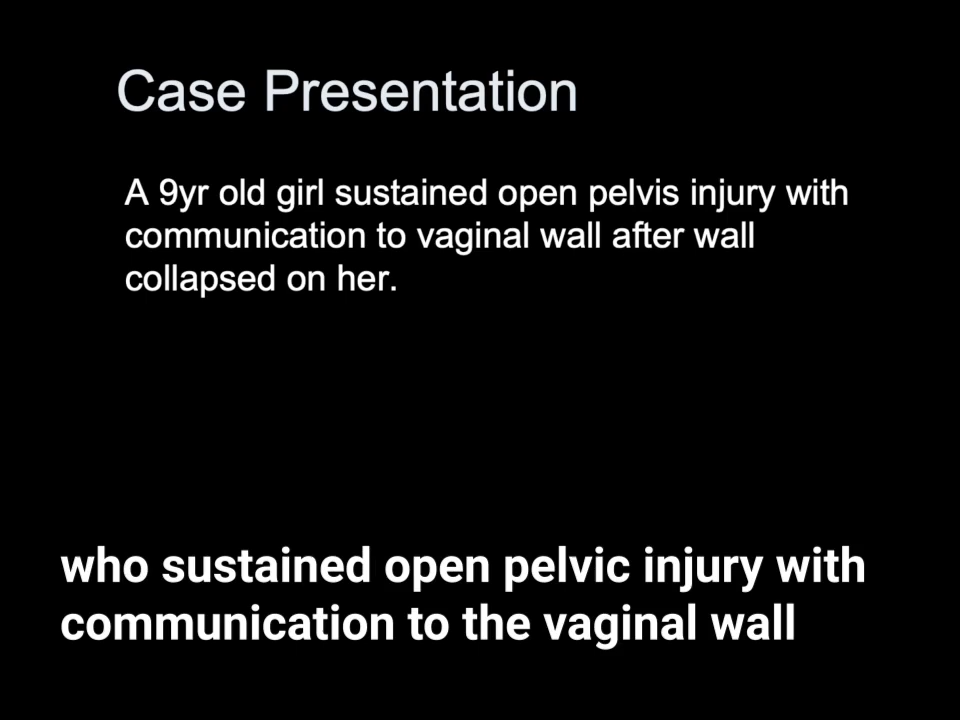 Case Presentation
A 9yr old girl sustained open pelvis injury with
communication to vaginal wall after wall
collapsed on her.
who sustained open pelvic injury with
communication to the vaginal wall